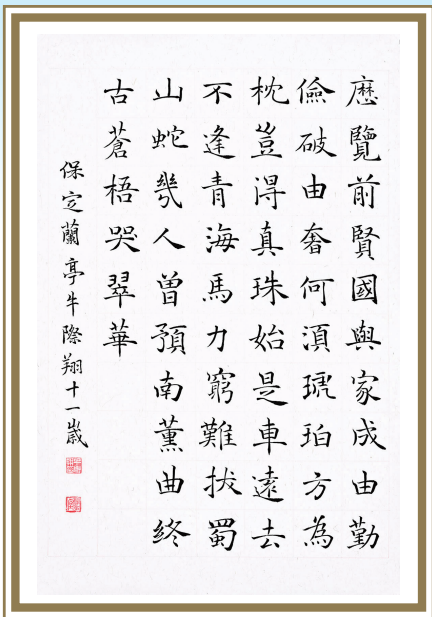 歷覽前賢國與家成由勤
儉破由奢何須琥珀方為
枕豈得真珠始是車遠去
不逢青海馬力窮難拔蜀
山蛇幾人曾預南薰曲終
古蒼梧哭翠華
保定蘭亭牛際翔十一歲